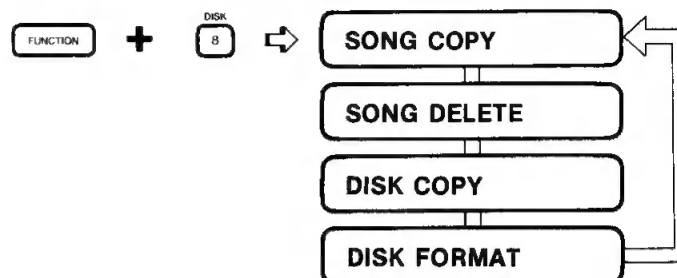 DISK
FUNCTION + 8
SONG COPY
SONG DELETE
DISK COPY
DISK FORMAT